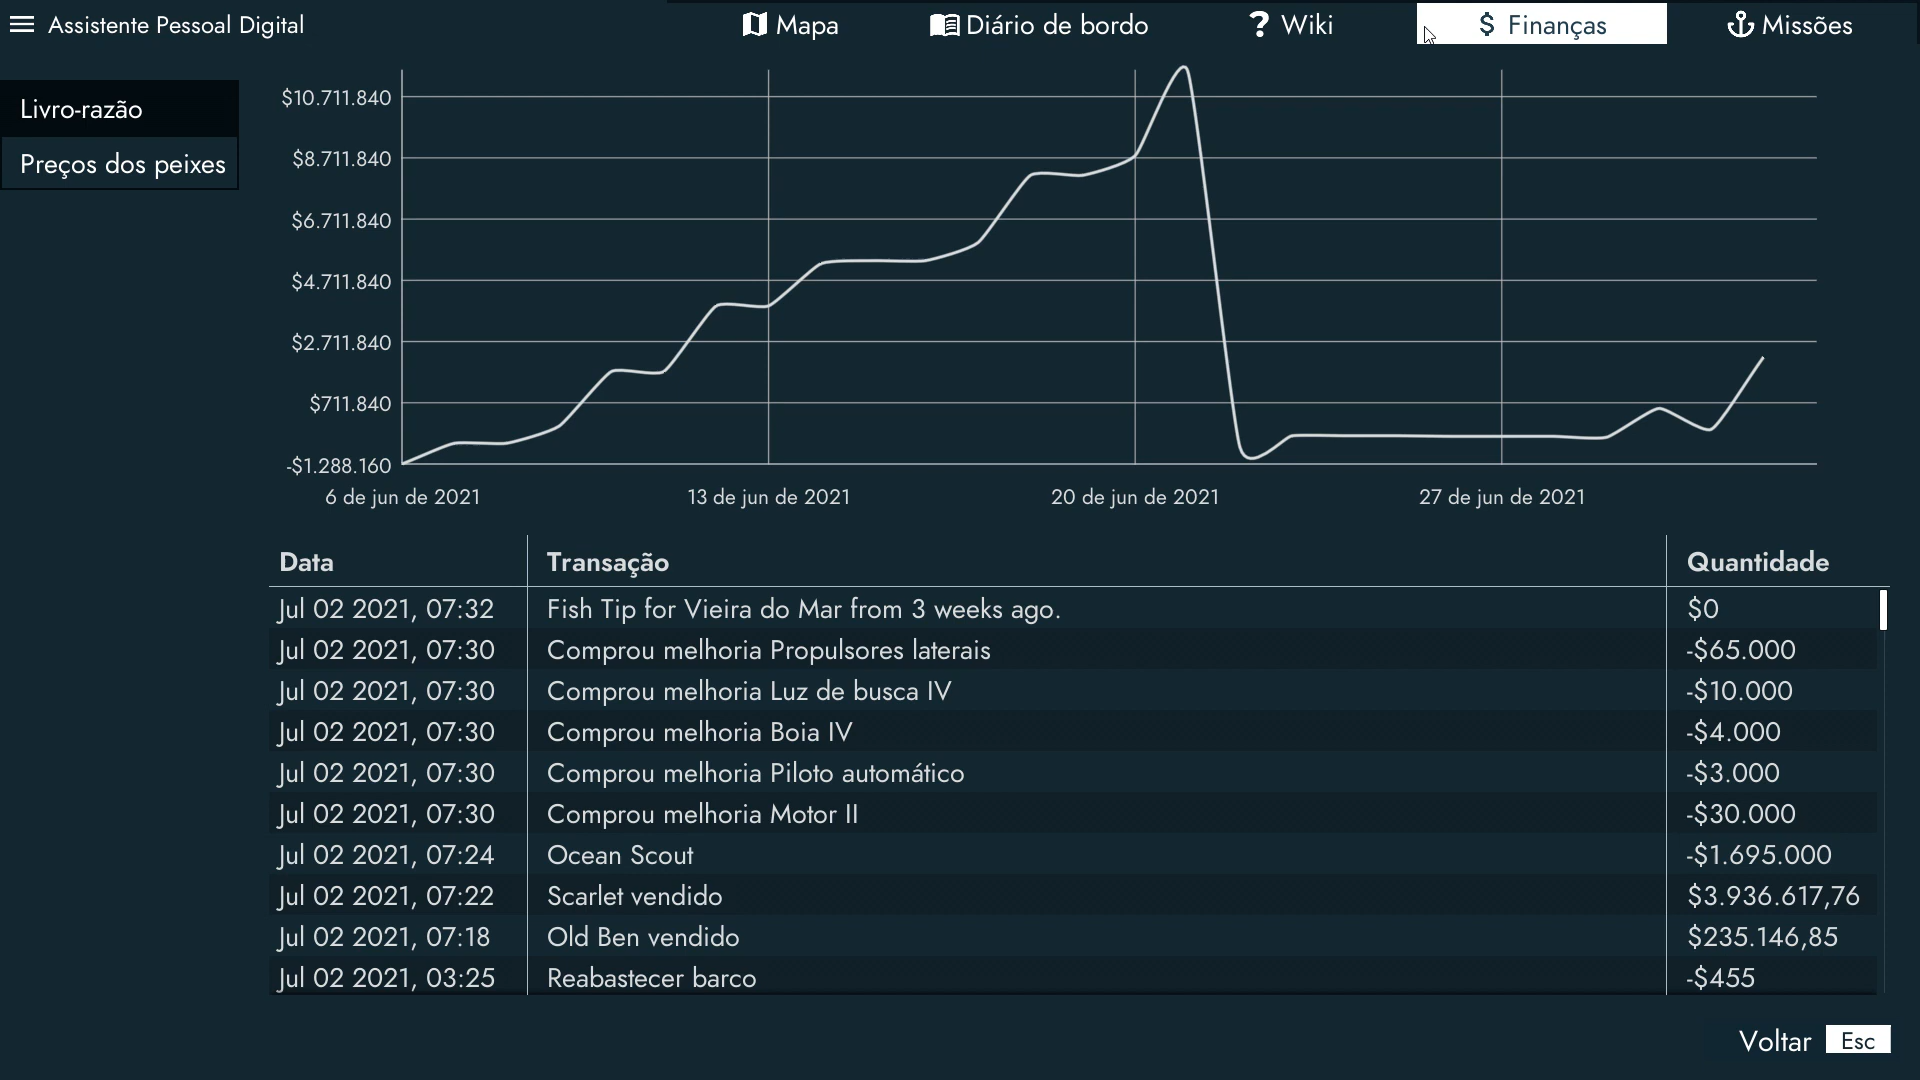 Assistente Pessoal Digital
Mapa
Diário de bordo
? Wiki
$ Finanças
Missões
Livro-razão
Preços dos peixes
$10.711.840
$8.711.840
$6.711.840
$4.711.840
$2.711.840
$711.840
-$1.288.160
6 de jun de 2021
13 de jun de 2021
20 de jun de 2021
27 de jun de 2021
Data Transação Quantidade
Jul 02 2021, 07:32 Fish Tip for Vieira do Mar from 3 weeks ago. $0
Jul 02 2021, 07:30 Comprou melhoria Propulsores laterais -$65.000
Jul 02 2021, 07:30 Comprou melhoria Luz de busca IV -$10.000
Jul 02 2021, 07:30 Comprou melhoria Boia IV -$4.000
Jul 02 2021, 07:30 Comprou melhoria Piloto automático -$3.000
Jul 02 2021, 07:30 Comprou melhoria Motor II -$30.000
Jul 02 2021, 07:24 Ocean Scout -$1.695.000
Jul 02 2021, 07:22 Scarlet vendido $3.936.617,76
Jul 02 2021, 07:18 Old Ben vendido $235.146,85
Jul 02 2021, 03:25 Reabastecer barco -$455
Voltar Esc